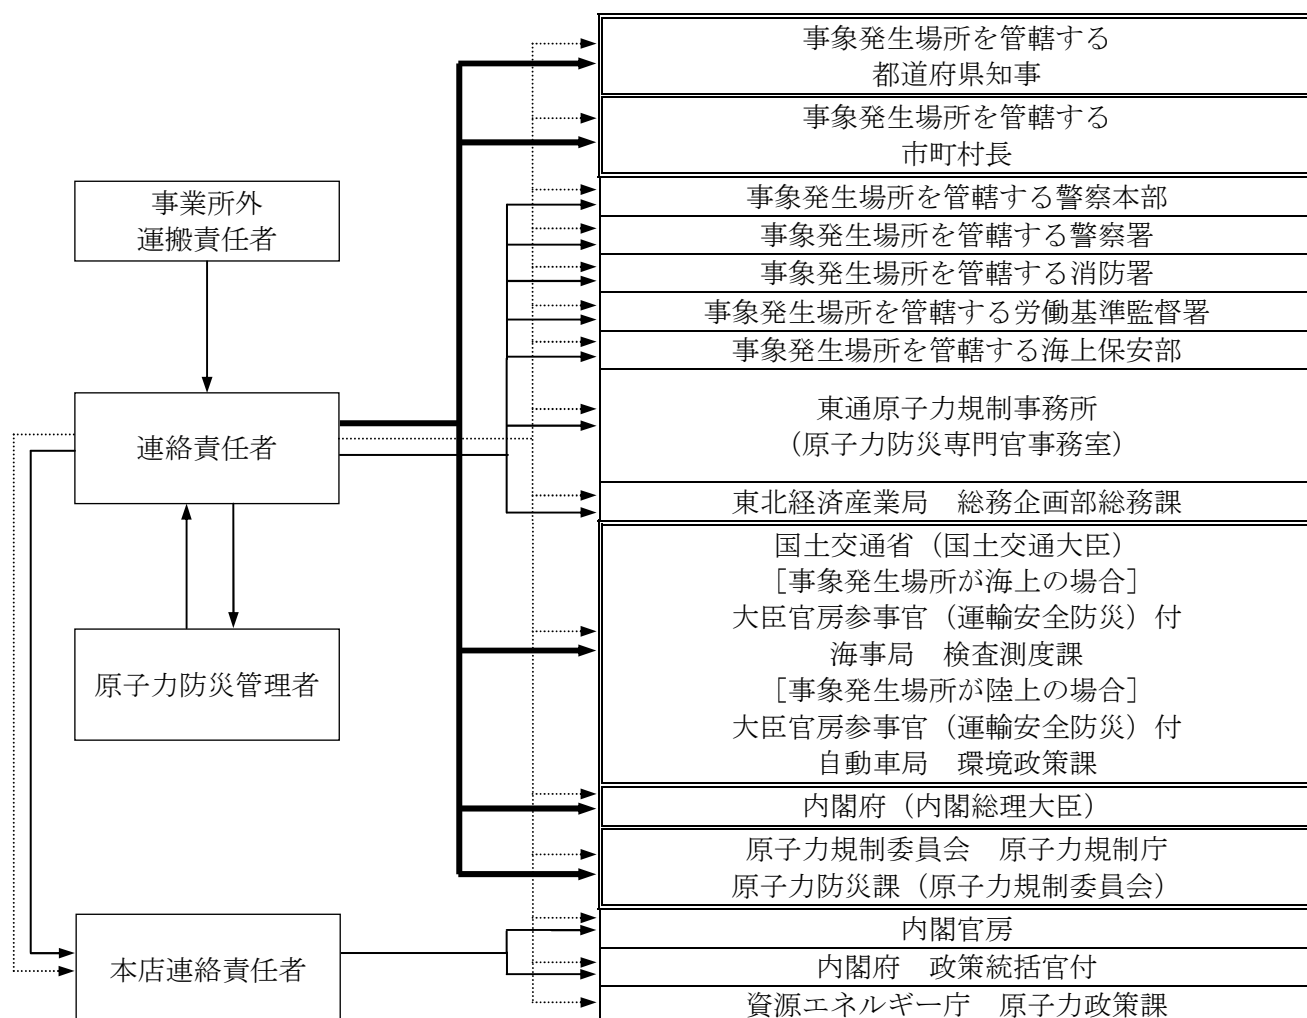 事象発生場所を管轄する
都道府県知事
事象発生場所を管轄する
市町村長
事業所外
運搬責任者
事象発生場所を管轄する警察本部
事象発生場所を管轄する警察署
事象発生場所を管轄する消防署
事象発生場所を管轄する労働基準監督署
事象発生場所を管轄する海上保安部
連絡責任者
東通原子力規制事務所
（原子力防災専門官事務室）
東北経済産業局　総務企画部総務課
国土交通省（国土交通大臣）
［事象発生場所が海上の場合］
大臣官房参事官（運輸安全防災）付
海事局　検査測度課
［事象発生場所が陸上の場合］
大臣官房参事官（運輸安全防災）付
自動車局　環境政策課
原子力防災管理者
内閣府（内閣総理大臣）
原子力規制委員会　原子力規制庁
原子力防災課（原子力規制委員会）
本店連絡責任者
内閣官房
内閣府　政策統括官付
資源エネルギー庁　原子力政策課